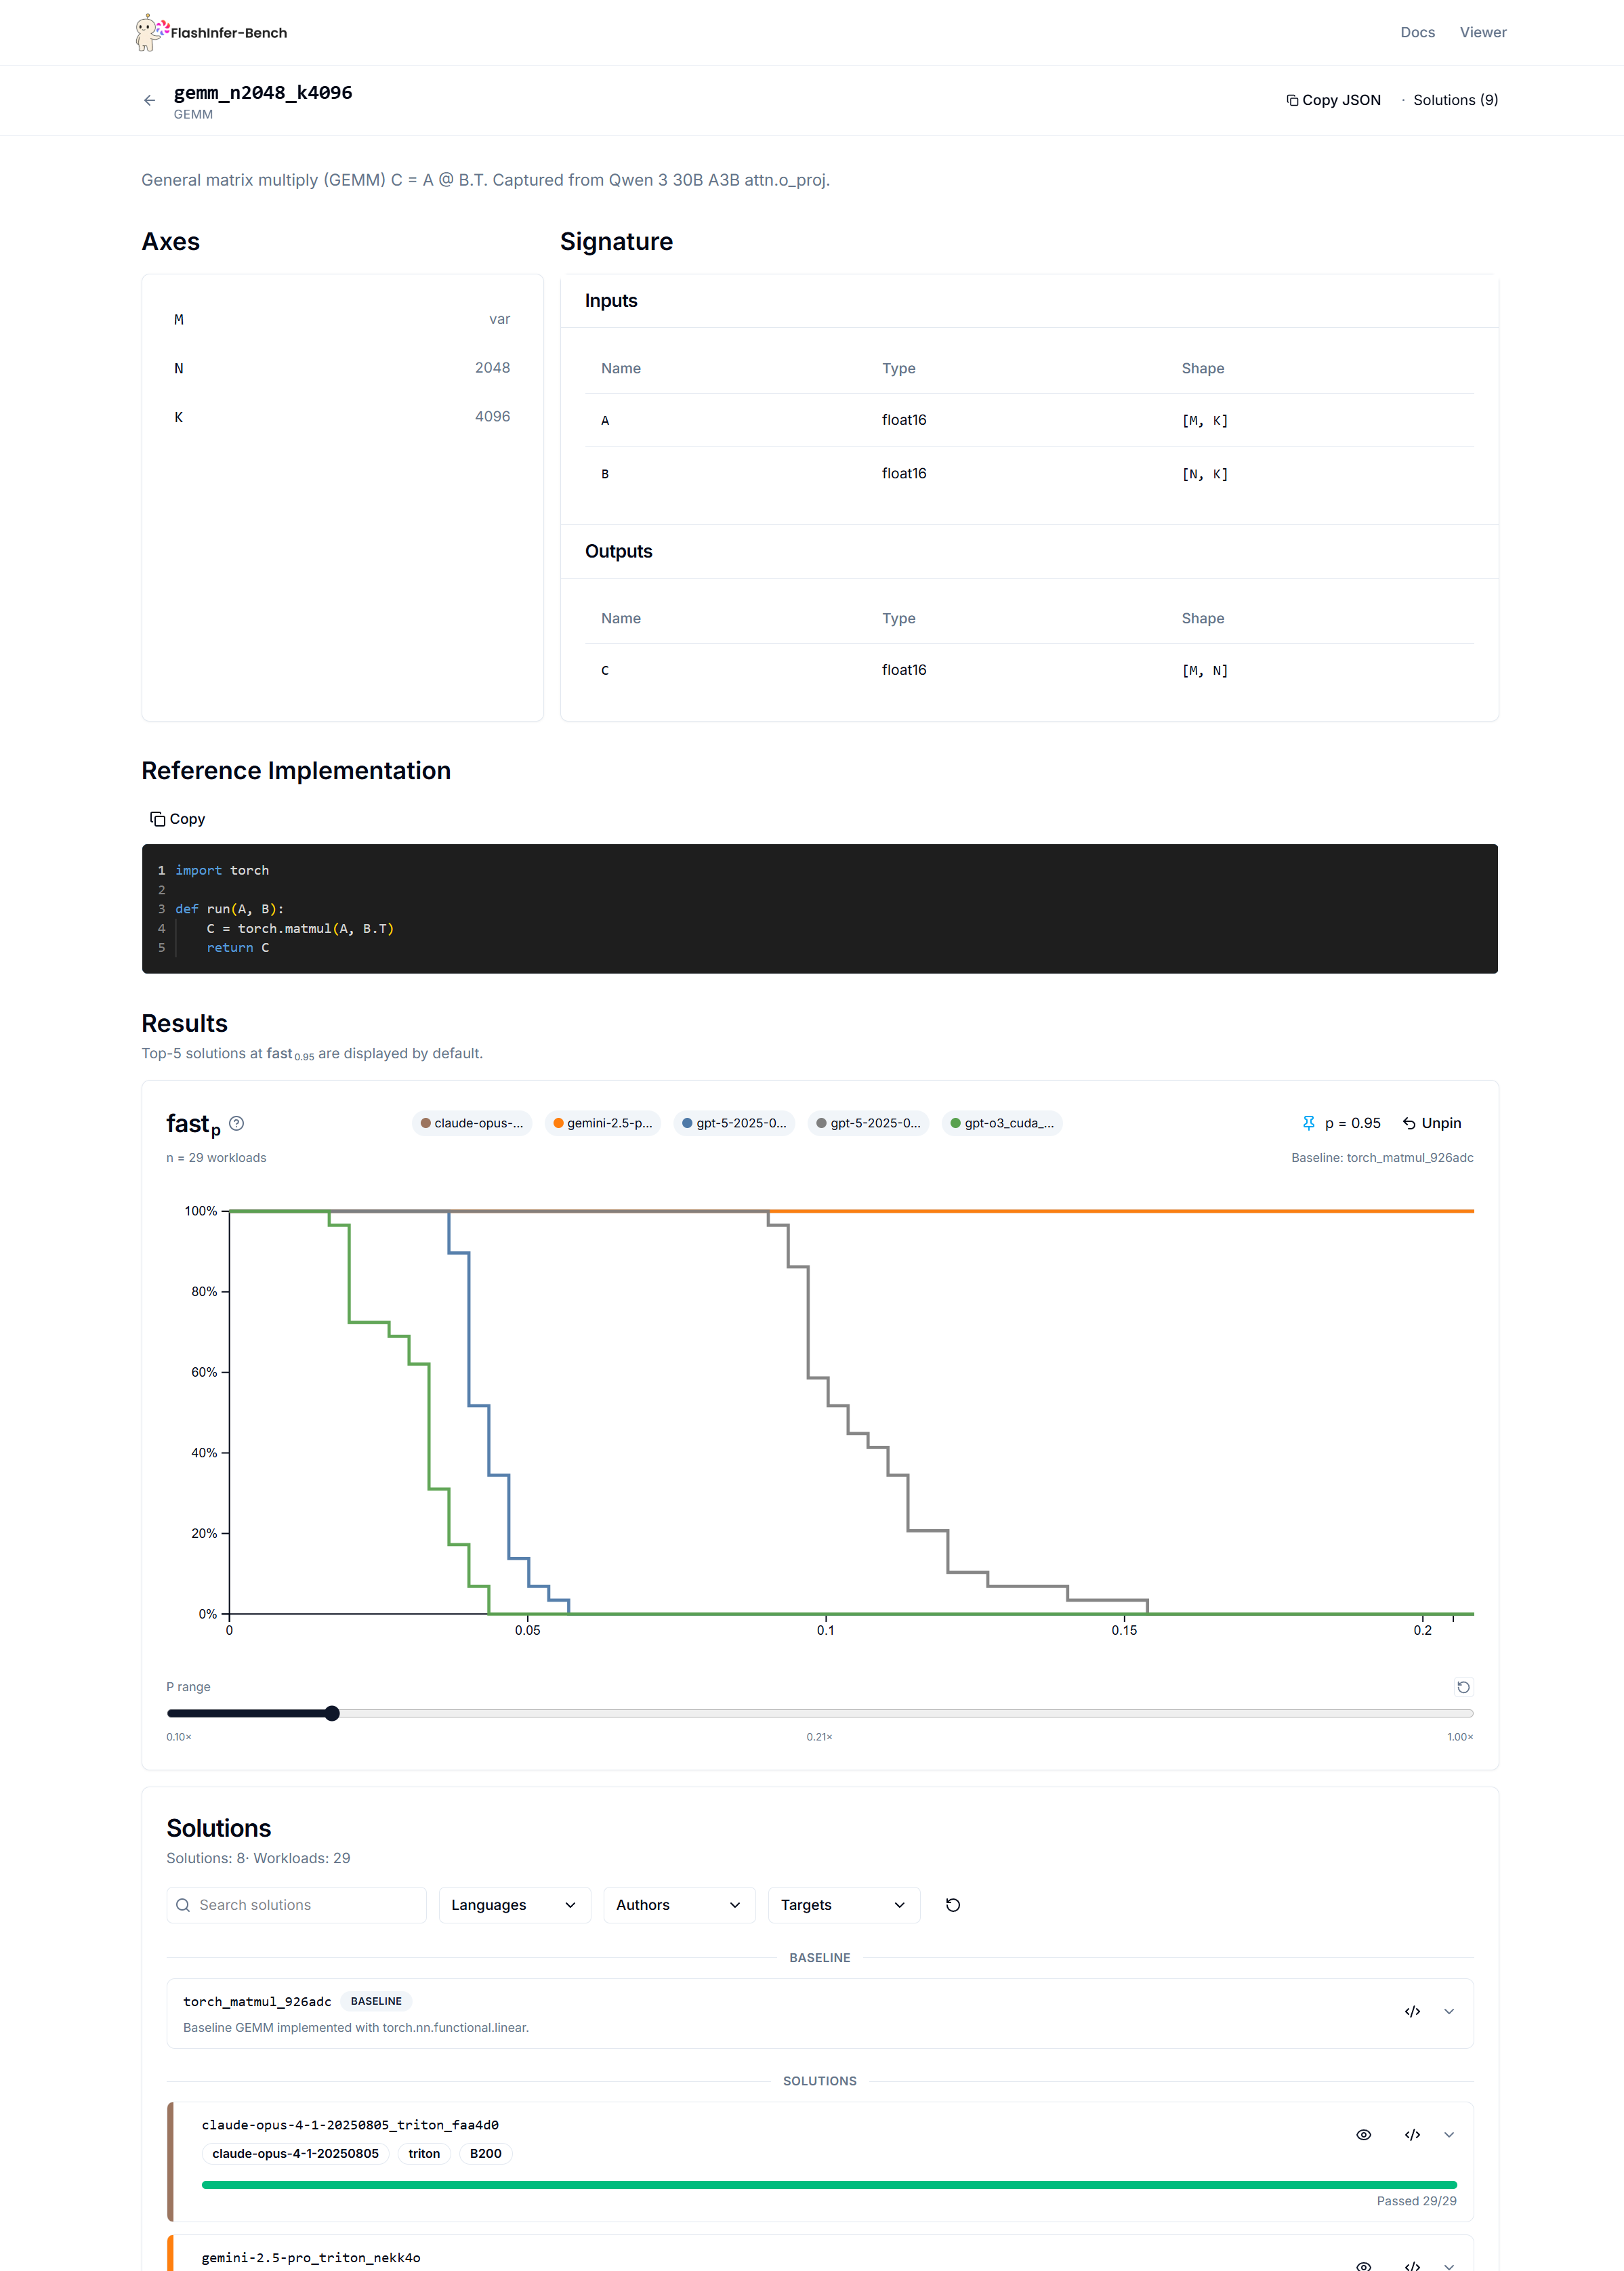 FlashInfer-Bench
Docs Viewer
gemm_n2048_k4096
GEMM
Copy JSON · Solutions (9)
General matrix multiply (GEMM) C = A @ B.T. Captured from Qwen 3 30B A3B attn.o_proj.
Axes
M var
N 2048
K 4096
Signature
Inputs
Name Type Shape
A float16 [M, K]
B float16 [N, K]
Outputs
Name Type Shape
C float16 [M, N]
Reference Implementation
Copy
1 import torch
2
3 def run(A, B):
4     C = torch.matmul(A, B.T)
5     return C
Results
Top-5 solutions at fast 0.95 are displayed by default.
fast p ?
claude-opus-... gemini-2.5-p... gpt-5-2025-0... gpt-5-2025-0... gpt-o3_cuda_...
p = 0.95 Unpin
n = 29 workloads
Baseline: torch_matmul_926adc
100%
80%
60%
40%
20%
0%
0 0.05 0.1 0.15 0.2
P range
0.10× 0.21× 1.00×
Solutions
Solutions: 8· Workloads: 29
Search solutions
Languages
Authors
Targets
BASELINE
torch_matmul_926adc BASELINE
</> 
Baseline GEMM implemented with torch.nn.functional.linear.
SOLUTIONS
claude-opus-4-1-20250805_triton_faa4d0
</>
claude-opus-4-1-20250805 triton B200
Passed 29/29
gemini-2.5-pro_triton_nekk4o
</>